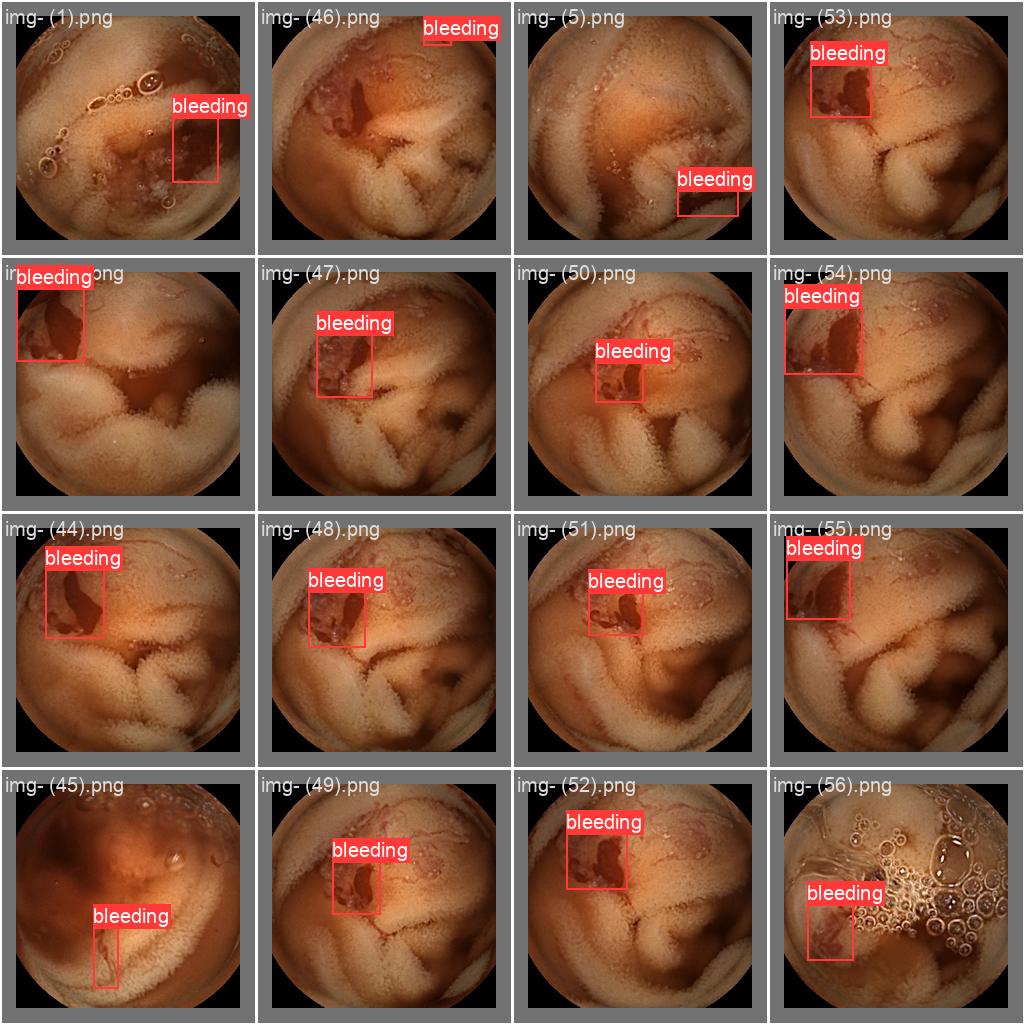 img- (1).png
bleeding
img- (46).png
bleeding
img- (5).png
bleeding
img- (53).png
bleeding
bleeding
png
img- (47).png
bleeding
img- (50).png
bleeding
img- (54).png
bleeding
img- (44).png
bleeding
img- (48).png
bleeding
img- (51).png
bleeding
img- (55).png
bleeding
img- (45).png
bleeding
img- (49).png
bleeding
img- (52).png
bleeding
img- (56).png
bleeding